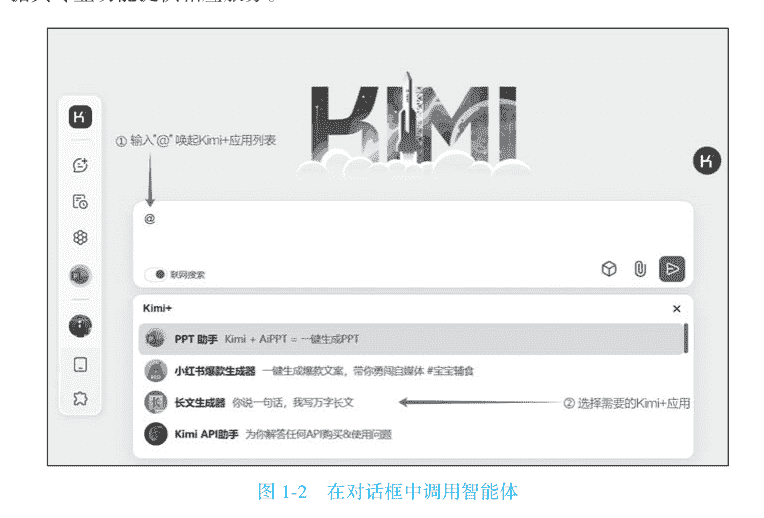 KIMI
① 输入"@" 唤起Kimi+应用列表
@
联网搜索
Kimi+
PPT 助手 Kimi + AiPPT = 一键生成PPT
小红书爆款生成器 一键生成爆款文案，带你勇闯自媒体 #宝宝辅食
长文生成器 你说一句话，我写万字长文
② 选择需要的Kimi+应用
Kimi API助手 为你解答任何API购买&使用问题
图 1-2 在对话框中调用智能体